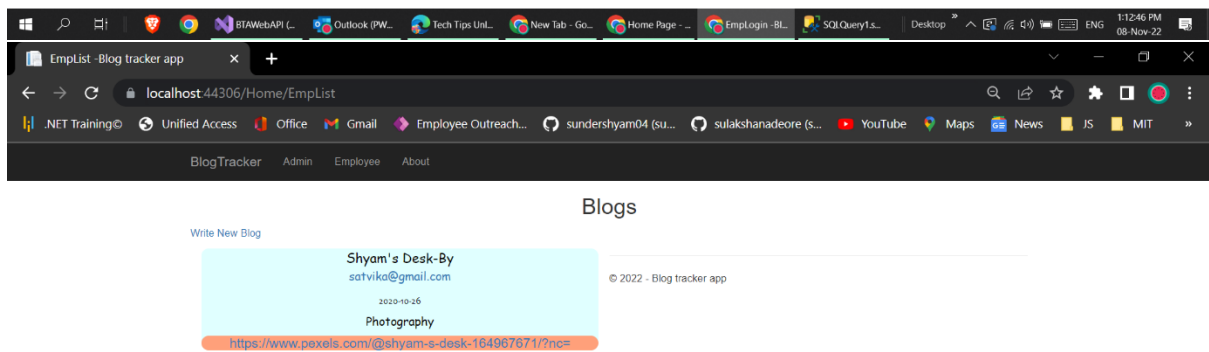 BTAWebAPI (... Outlook (PW... Tech Tips Unl... New Tab - Go... Home Page - ... EmpLogin -Bl... SQLQuery1.s... Desktop » ENG 1:12:46 PM
08-Nov-22
EmpList -Blog tracker app
localhost:44306/Home/EmpList
.NET Training© Unified Access Office Gmail Employee Outreach... sundershyam04 (su... sulakshanadeore (s... YouTube Maps News JS MIT »
BlogTracker Admin Employee About
Blogs
Write New Blog
Shyam's Desk-By
satvika@gmail.com
2020-10-26
Photography
https://www.pexels.com/@shyam-s-desk-164967671/?nc=
© 2022 - Blog tracker app